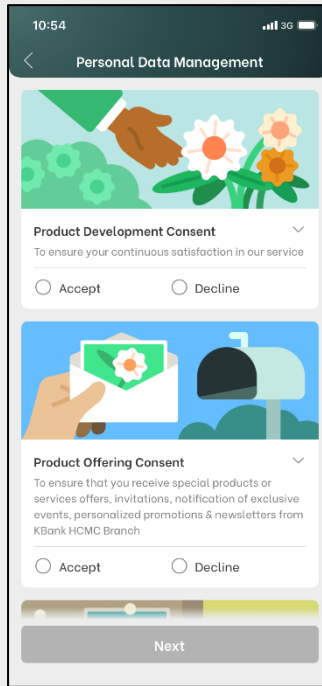 10:54
3G
Personal Data Management
Product Development Consent
To ensure your continuous satisfaction in our service
Accept
Decline
Product Offering Consent
To ensure that you receive special products or
services offers, invitations, notification of exclusive
events, personalized promotions & newsletters from
KBank HCMC Branch
Accept
Decline
Next